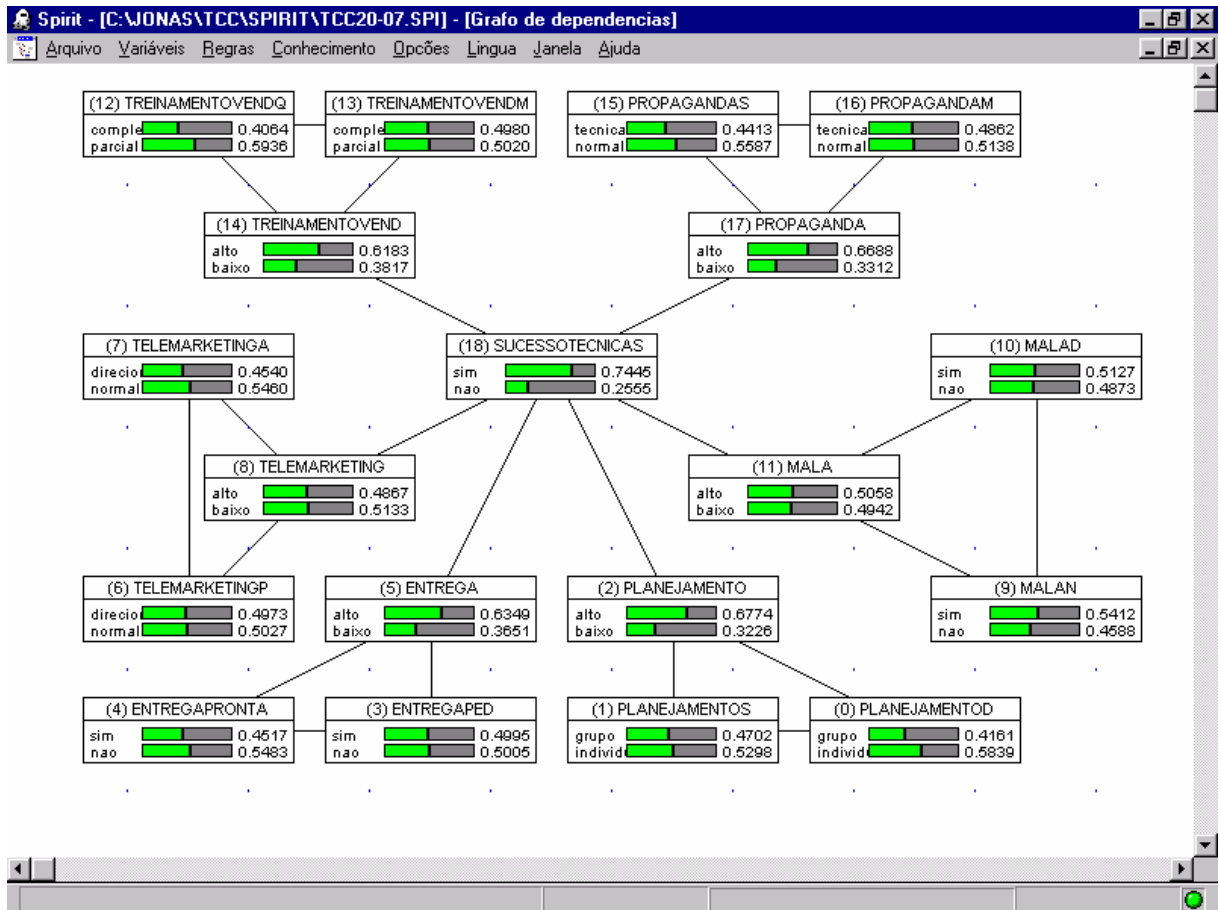 Spirit - [C:\JONAS\TCC\SPIRIT\TCC20-07.SPI] - [Grafo de dependencias]
Arquivo Variáveis Regras Conhecimento Opcões Lingua Janela Ajuda
(12) TREINAMENTOVENDQ
comple 0.4064
parcial 0.5936
(13) TREINAMENTOVENDM
comple 0.4980
parcial 0.5020
(15) PROPAGANDAS
tecnica 0.4413
normal 0.5587
(16) PROPAGANDAM
tecnica 0.4862
normal 0.5138
(14) TREINAMENTOVEND
alto 0.6183
baixo 0.3817
(17) PROPAGANDA
alto 0.6688
baixo 0.3312
(7) TELEMARKETINGA
direcio 0.4540
normal 0.5460
(18) SUCESSOTECNICAS
sim 0.7445
nao 0.2555
(10) MALAD
sim 0.5127
nao 0.4873
(8) TELEMARKETING
alto 0.4867
baixo 0.5133
(11) MALA
alto 0.5058
baixo 0.4942
(6) TELEMARKETINGP
direcio 0.4973
normal 0.5027
(5) ENTREGA
alto 0.6349
baixo 0.3651
(2) PLANEJAMENTO
alto 0.6774
baixo 0.3226
(9) MALAN
sim 0.5412
nao 0.4588
(4) ENTREGAPRONTA
sim 0.4517
nao 0.5483
(3) ENTREGAPED
sim 0.4995
nao 0.5005
(1) PLANEJAMENTOS
grupo 0.4702
individu 0.5298
(0) PLANEJAMENTOD
grupo 0.4161
individu 0.5839